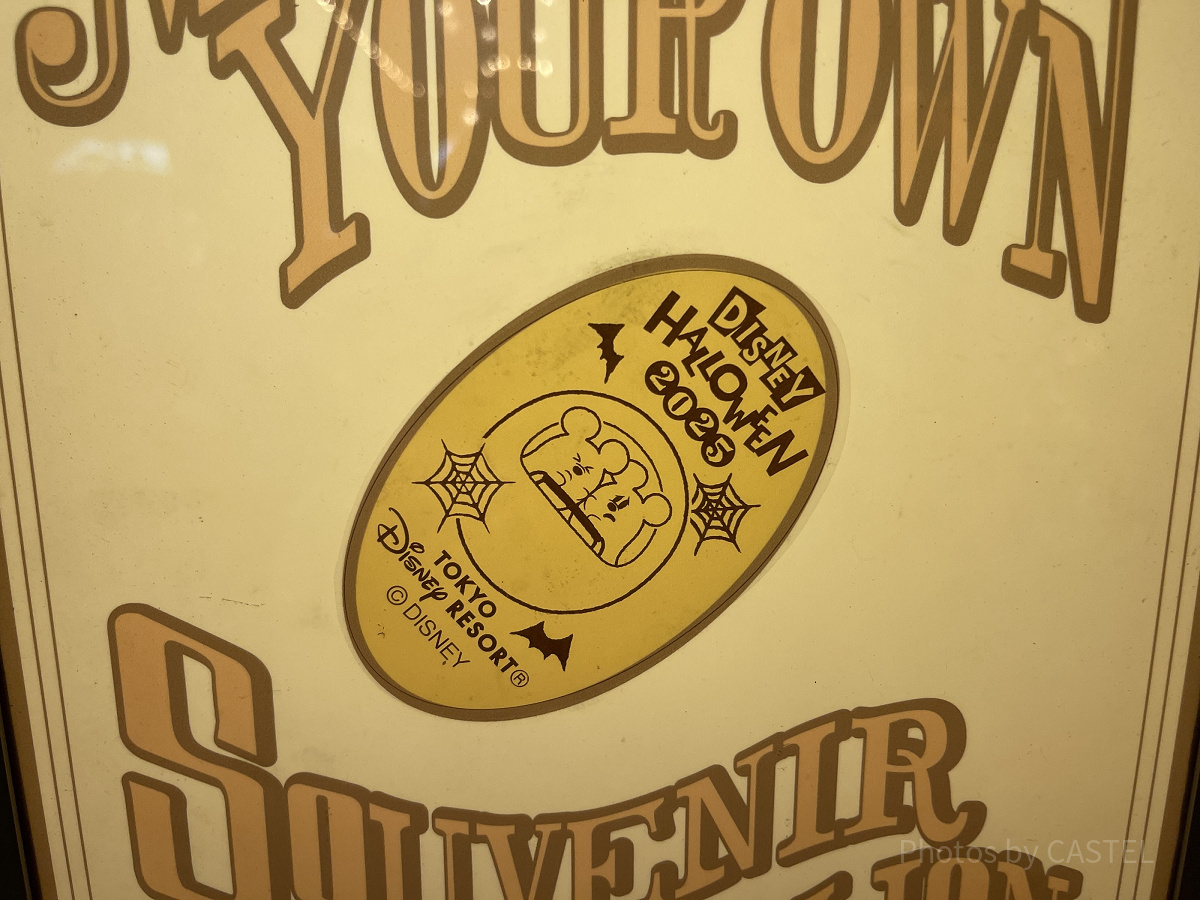 YOUR OWN
DISNEY
HALLOWEEN
2025
TOKYO
Disney RESORT®
© DISNEY
SOUVENIR
Photos by CASTEL